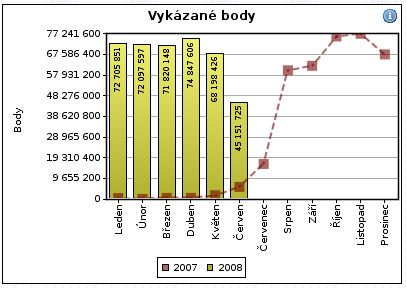 Vykázané body
77 241 600
67 586 400
57 931 200
48 276 000
38 620 800
28 965 600
19 310 400
9 655 200
0
Body
72 705 851
72 097 597
71 820 148
74 847 606
68 198 426
45 151 725
Leden
Únor
Březen
Duben
Květen
Červen
Červenec
Srpen
Září
Říjen
Listopad
Prosinec
2007
2008